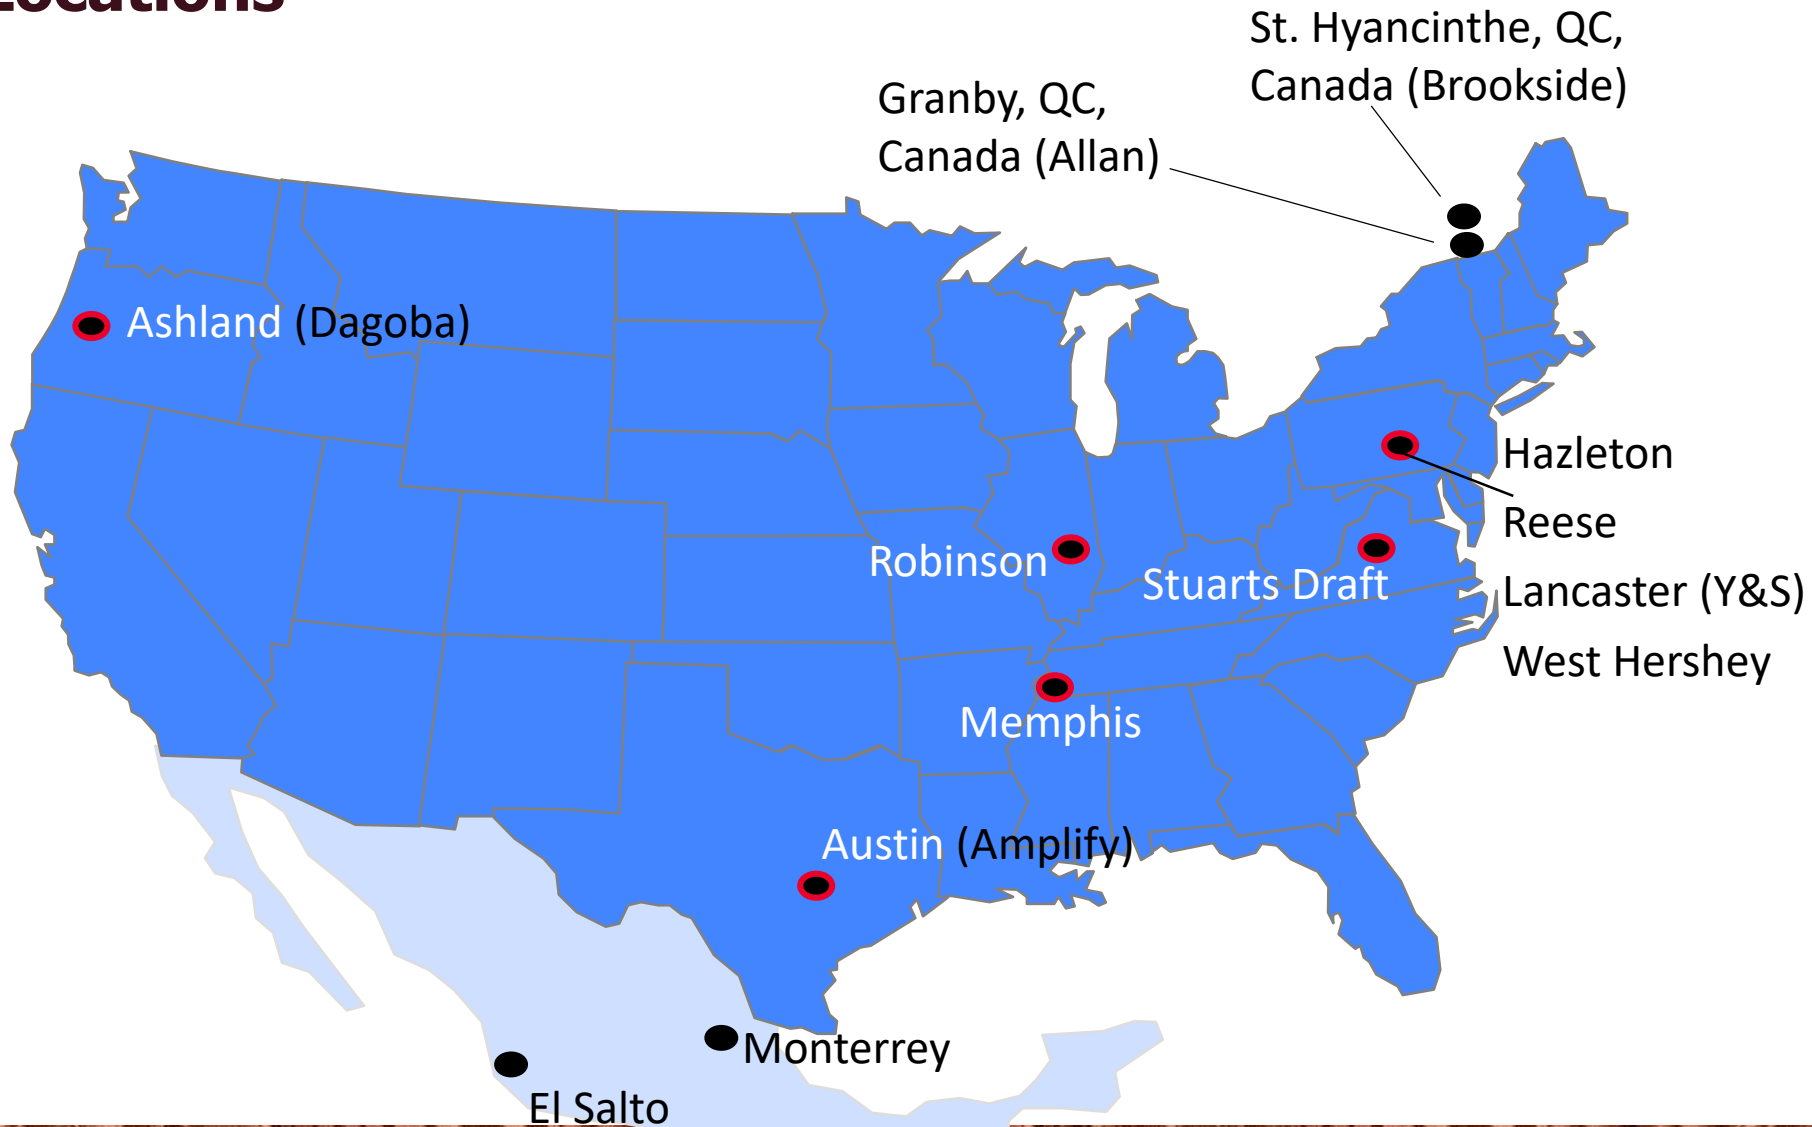 Locations
St. Hyancinthe, QC,
Canada (Brookside)
Granby, QC,
Canada (Allan)
Ashland (Dagoba)
Hazleton
Reese
Robinson
Stuarts Draft
Lancaster (Y&S)
West Hershey
Memphis
Austin (Amplify)
Monterrey
El Salto